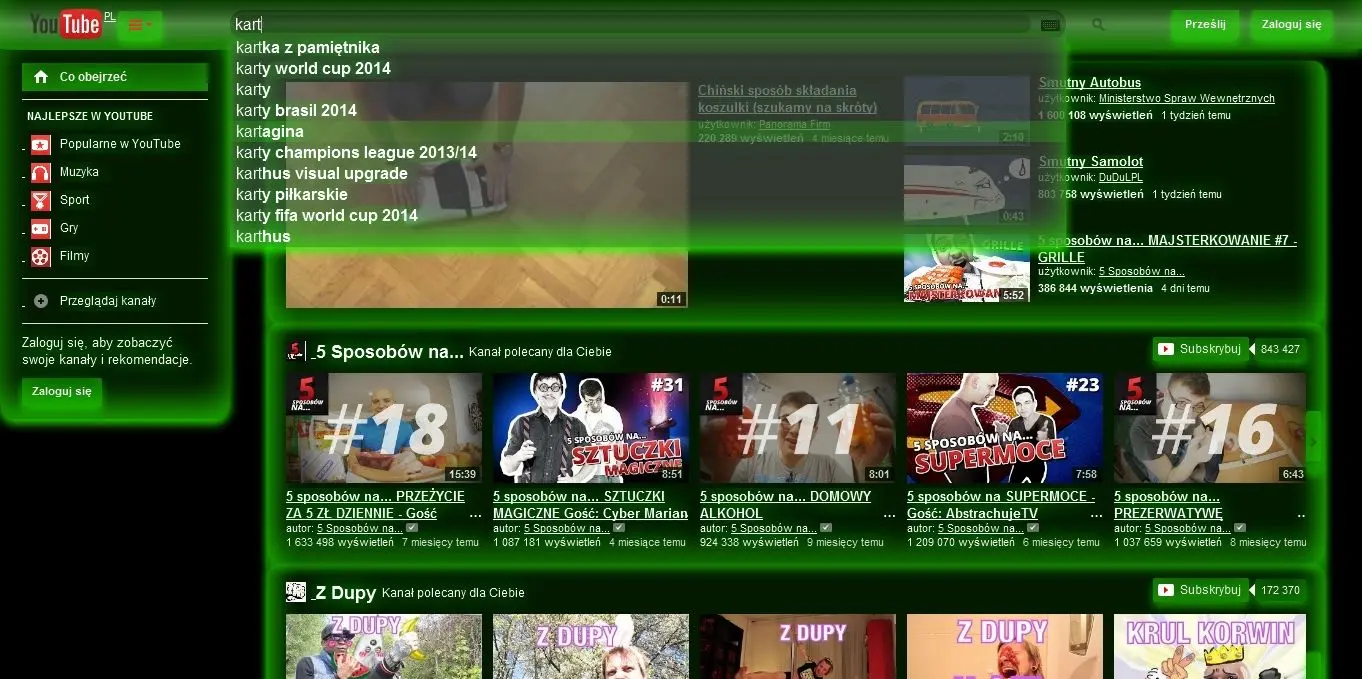 YouTube PL
kart
Prześlij
Zaloguj się
kartka z pamiętnika
karty world cup 2014
karty
karty brasil 2014
kartagina
karty champions league 2013/14
karthus visual upgrade
karty piłkarskie
karty fifa world cup 2014
karthus
Co obejrzeć
NAJLEPSZE W YOUTUBE
Popularne w YouTube
Muzyka
Sport
Gry
Filmy
Przeglądaj kanały
Zaloguj się, aby zobaczyć
swoje kanały i rekomendacje.
Zaloguj się
0:11
Chiński sposób składania
koszulki (szukamy na skróty)
użytkownik: Panorama Firm
220 289 wyświetleń 4 miesiące temu
2:10
Smutny Autobus
użytkownik: Ministerstwo Spraw Wewnętrznych
1 600 108 wyświetleń 1 tydzień temu
0:43
Smutny Samolot
użytkownik: DuDuLPL
803 758 wyświetleń 1 tydzień temu
GRILLE
5 SPOSOBÓW NA...
MAJSTERKOWAN
5:52
5 sposobów na... MAJSTERKOWANIE #7 -
GRILLE
użytkownik: 5 Sposobów na...
386 844 wyświetlenia 4 dni temu
5 Sposobów na... Kanał polecany dla Ciebie
Subskrybuj 843 427
5 SPOSOBÓW NA...
#18
15:39
5 sposobów na... PRZEŻYCIE
ZA 5 ZŁ DZIENNIE - Gość ...
autor: 5 Sposobów na...
1 633 498 wyświetleń 7 miesięcy temu
#31
5 SPOSOBÓW NA...
SZTUCZKI
MAGICZNE
8:51
5 sposobów na... SZTUCZKI
MAGICZNE Gość: Cyber Marian
autor: 5 Sposobów na...
1 087 181 wyświetleń 4 miesiące temu
5 SPOSOBÓW NA...
#11
8:01
5 sposobów na... DOMOWY
ALKOHOL ...
autor: 5 Sposobów na...
924 338 wyświetleń 9 miesięcy temu
#23
5 SPOSOBÓW NA...
SUPERMOCE
7:58
5 sposobów na SUPERMOCE -
Gość: AbstrachujeTV ...
autor: 5 Sposobów na...
1 209 070 wyświetleń 6 miesięcy temu
5 SPOSOBÓW NA...
#16
6:43
5 sposobów na...
PREZERWATYWĘ ..
autor: 5 Sposobów na...
1 037 659 wyświetleń 8 miesięcy temu
Z Dupy Kanał polecany dla Ciebie
Subskrybuj 172 370
Z DUPY
Z DUPY
Z DUPY
Z DUPY
KRUL KORWIN